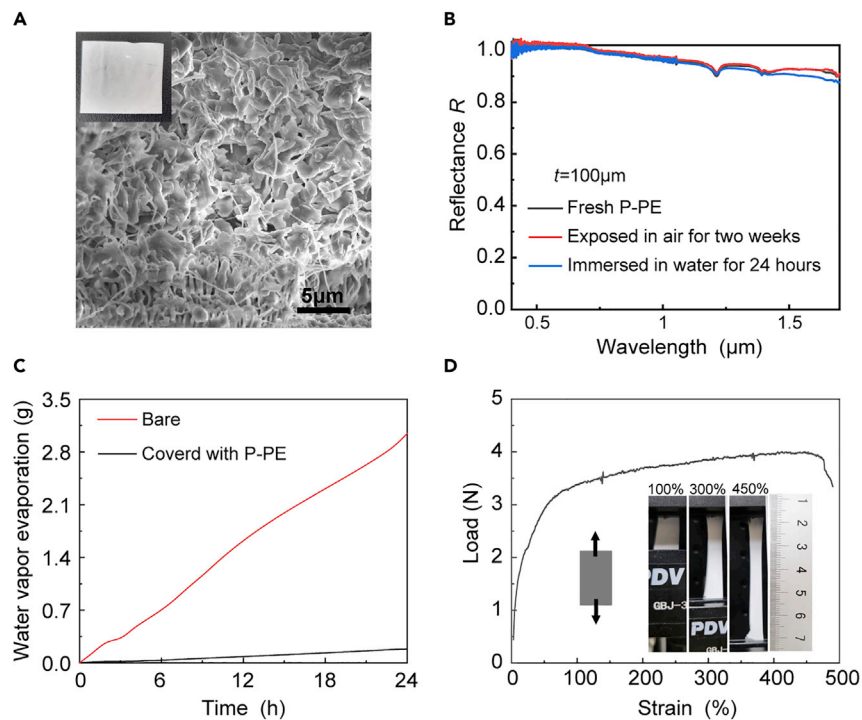 A
5μm
B
Reflectance R
1.0
0.8
0.6
0.4
0.2
0.0
t=100μm
Fresh P-PE
Exposed in air for two weeks
Immersed in water for 24 hours
0.5
1
1.5
Wavelength (μm)
C
Water vapor evaporation (g)
3.5
2.8
2.1
1.4
0.7
0.0
Bare
Coverd with P-PE
0
6
12
18
24
Time (h)
D
Load (N)
5
4
3
2
1
0
100% 300% 450%
PDV
GBJ-3
PDV
GBJ-
1
2
3
4
5
6
7
0
100
200
300
400
500
Strain (%)